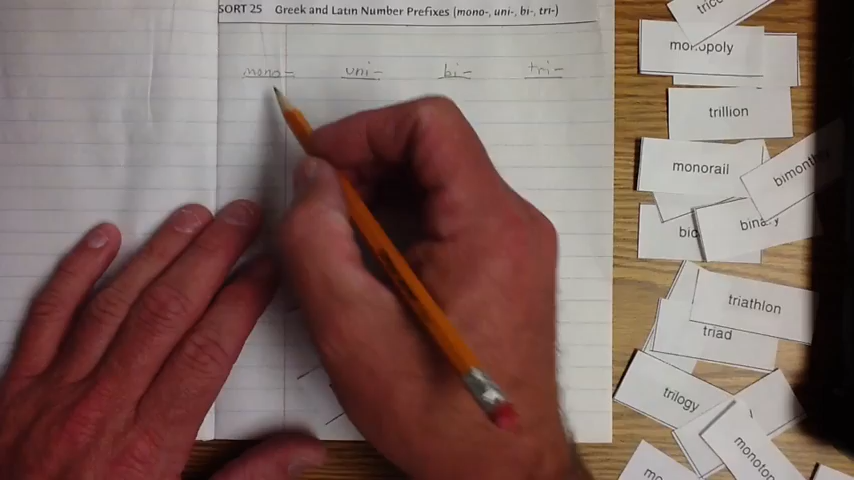 SORT 25 Greek and Latin Number Prefixes (mono-, uni-, bi-, tri-)
mono- uni- bi- tri-
monopoly
trillion
monorail
bimonthly
binary
triathlon
triad
trilogy